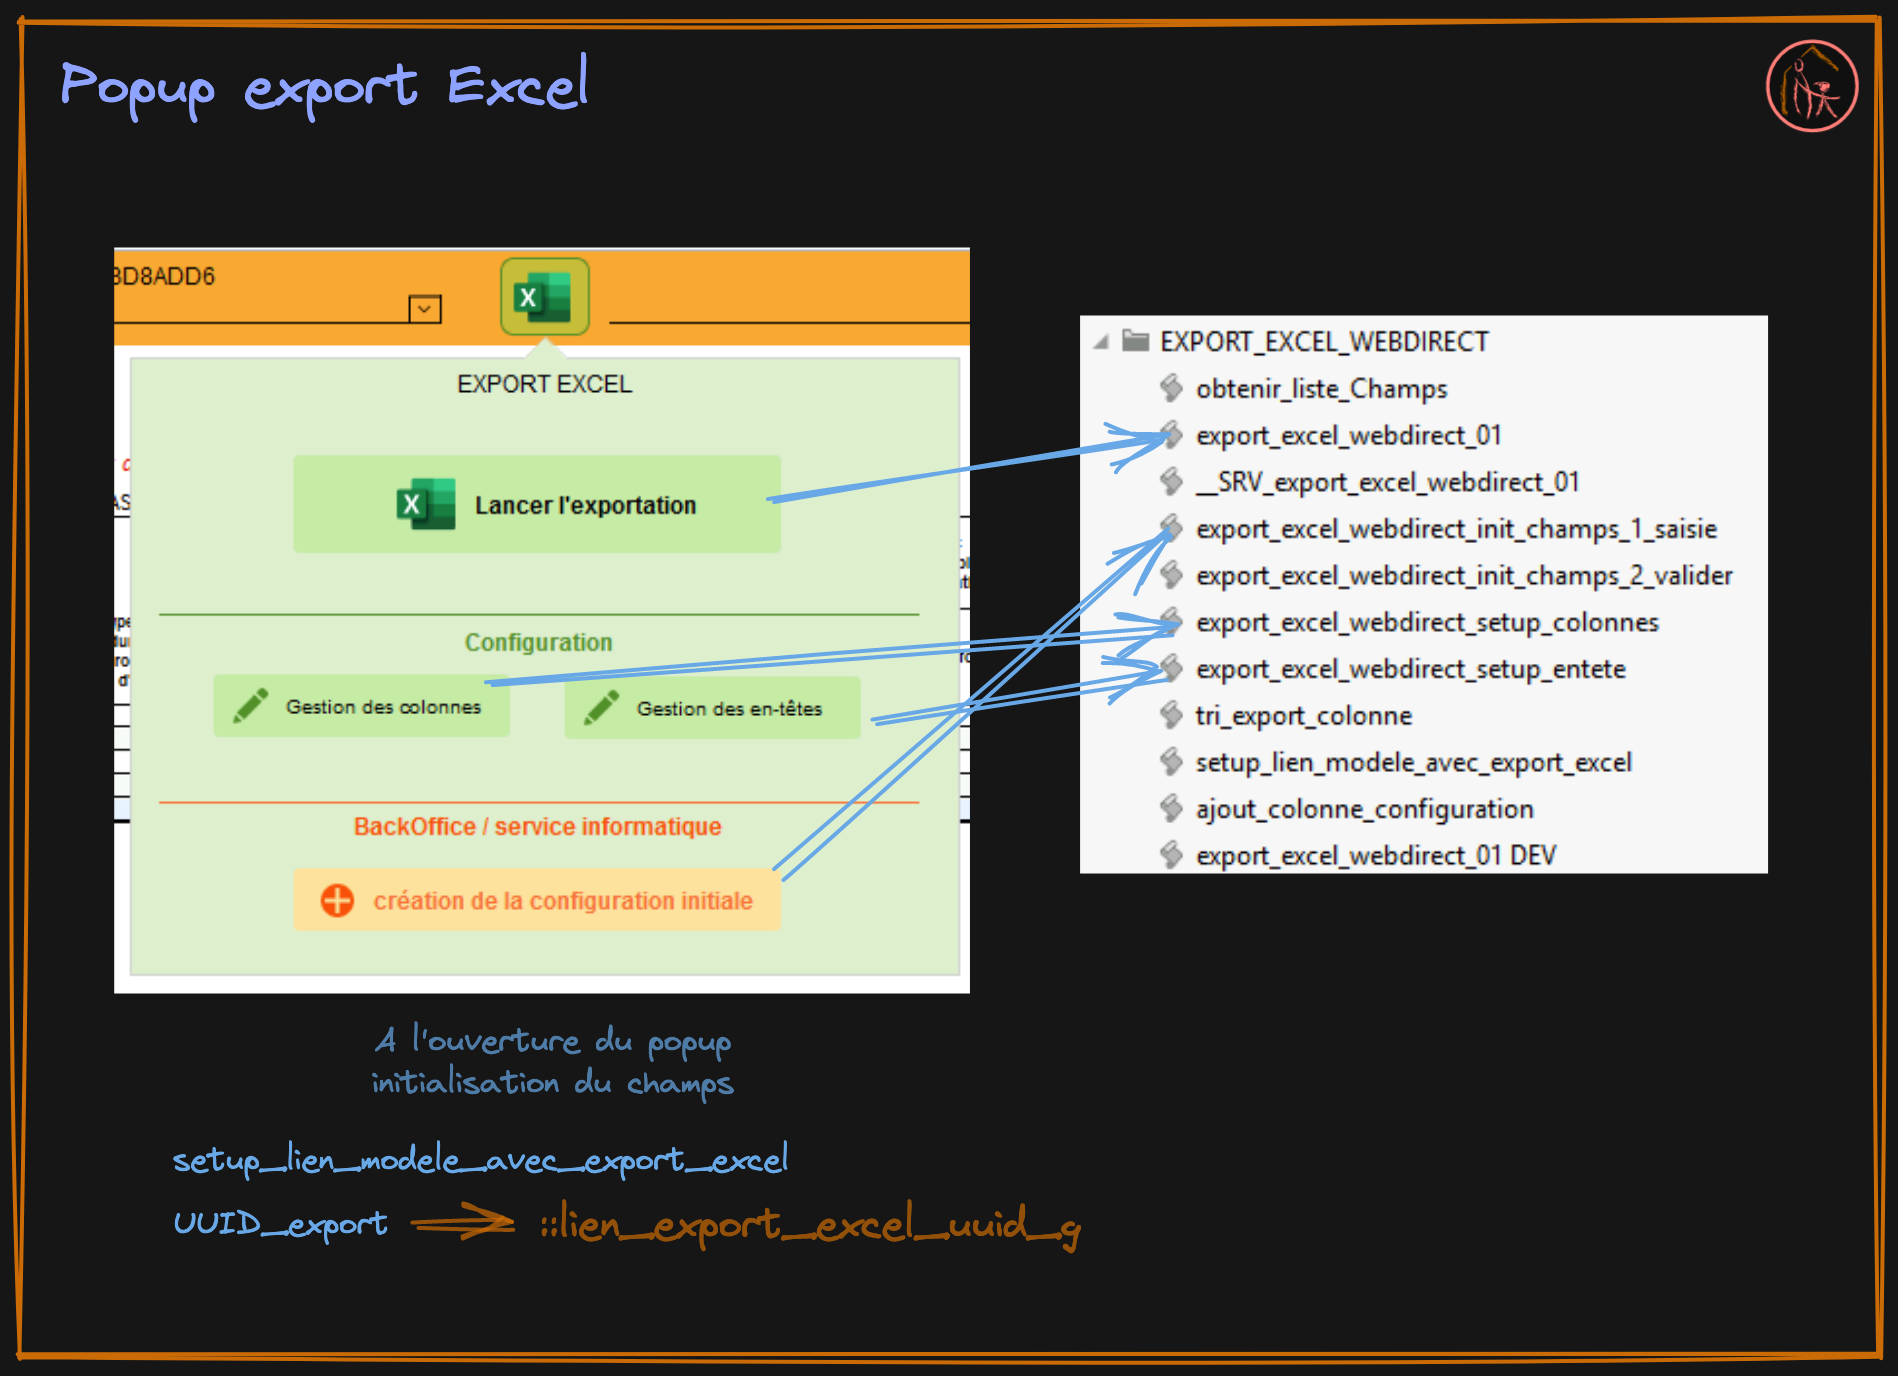 Popup export Excel
3D8ADD6
EXPORT EXCEL
Lancer l'exportation
Configuration
Gestion des colonnes
Gestion des en-têtes
BackOffice / service informatique
création de la configuration initiale
EXPORT_EXCEL_WEBDIRECT
obtenir_liste_Champs
export_excel_webdirect_01
__SRV_export_excel_webdirect_01
export_excel_webdirect_init_champs_1_saisie
export_excel_webdirect_init_champs_2_valider
export_excel_webdirect_setup_colonnes
export_excel_webdirect_setup_entete
tri_export_colonne
setup_lien_modele_avec_export_excel
ajout_colonne_configuration
export_excel_webdirect_01 DEV
A l'ouverture du popup
initialisation du champs
setup_lien_modele_avec_export_excel
UUID_export
::lien_export_excel_uuid_g